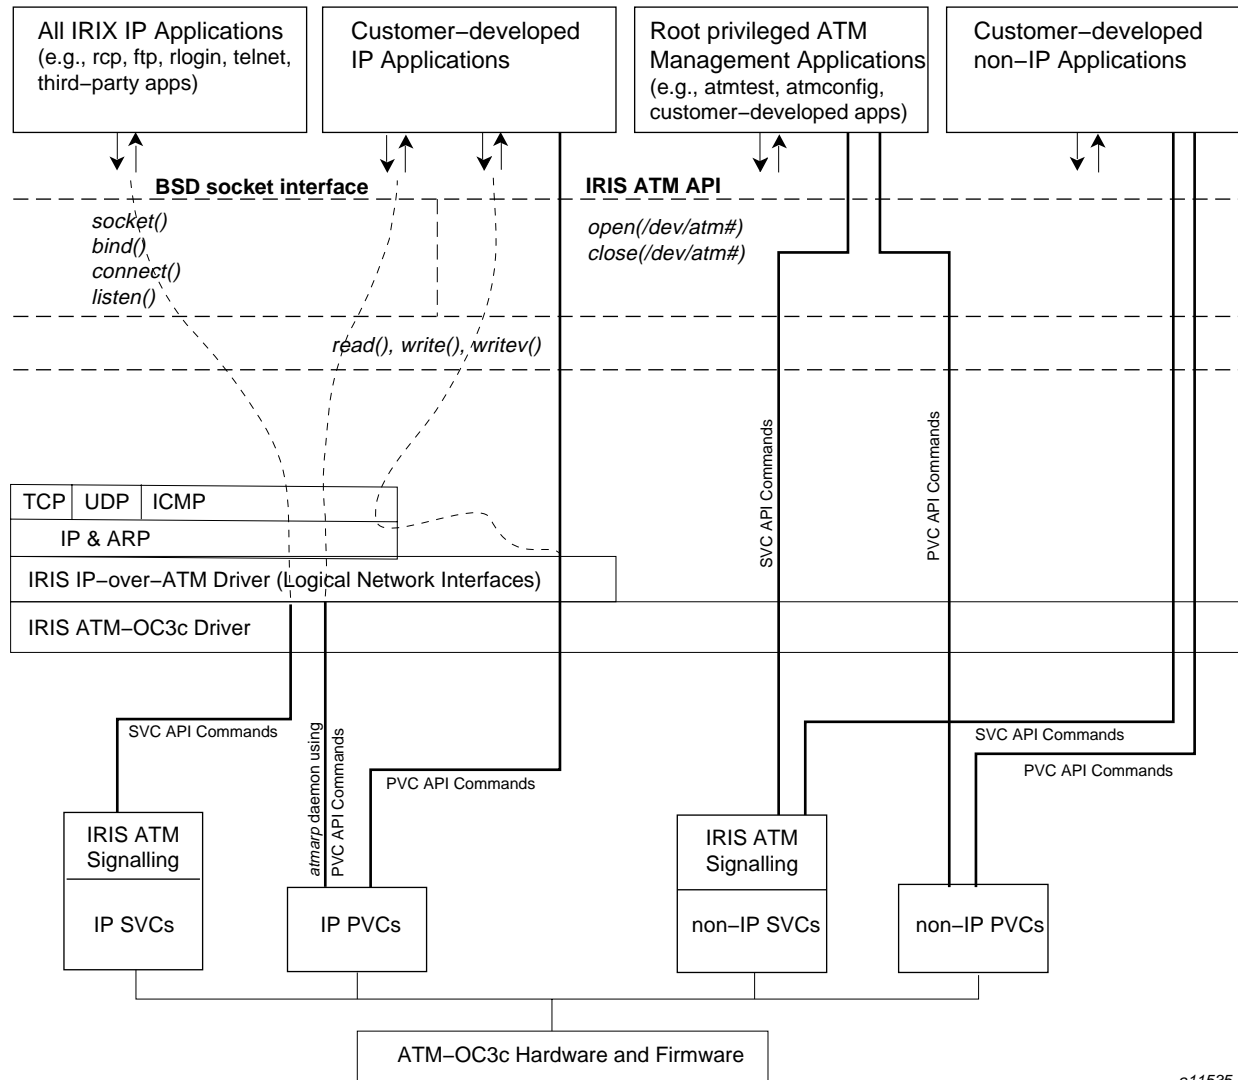 All IRIX IP Applications
(e.g., rcp, ftp, rlogin, telnet,
third−party apps)
Customer−developed
IP Applications
Root privileged ATM
Management Applications
(e.g., atmtest, atmconfig,
customer−developed apps)
Customer−developed
non−IP Applications
BSD socket interface
IRIS ATM API
socket()
bind()
connect()
listen()
open(/dev/atm#)
close(/dev/atm#)
read(), write(), writev()
SVC API Commands
PVC API Commands
TCP
UDP
ICMP
IP & ARP
IRIS IP−over−ATM Driver (Logical Network Interfaces)
IRIS ATM−OC3c Driver
SVC API Commands
atmarp daemon using
PVC API Commands
PVC API Commands
SVC API Commands
PVC API Commands
IRIS ATM
Signalling
IP SVCs
IP PVCs
IRIS ATM
Signalling
non−IP SVCs
non−IP PVCs
ATM−OC3c Hardware and Firmware
a11535